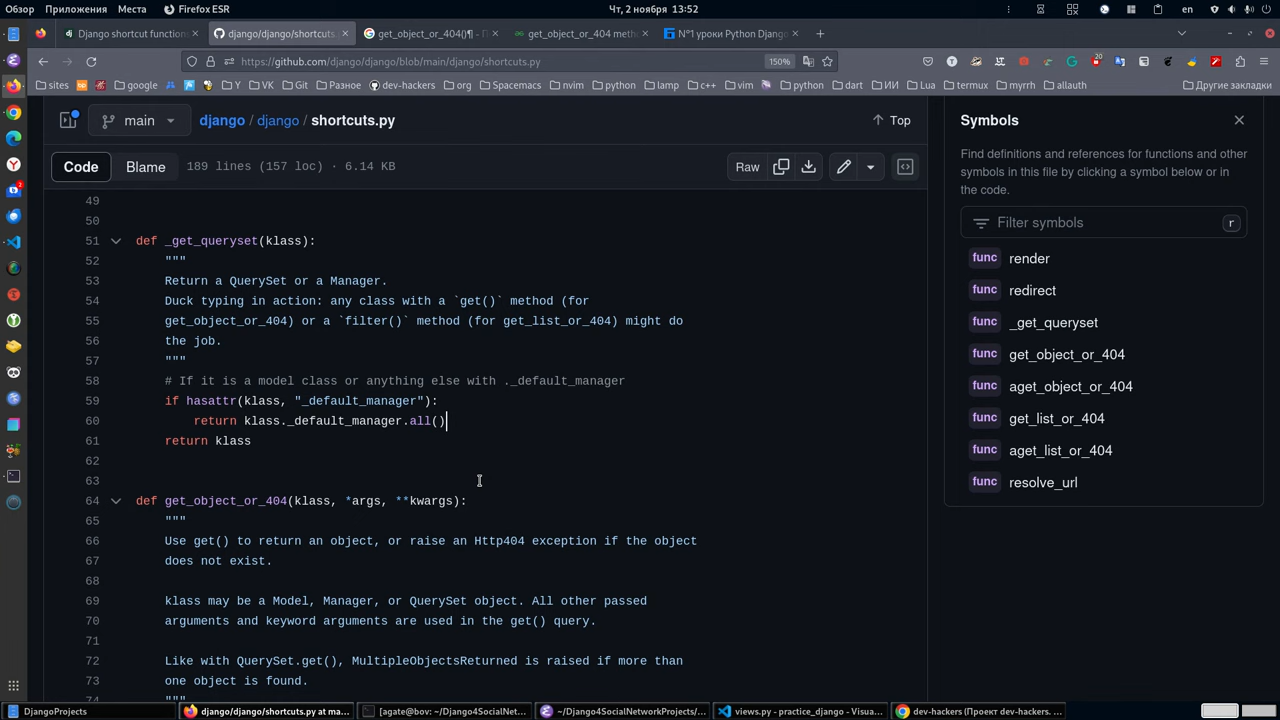 Обзор Приложения Места Firefox ESR Чт, 2 ноября 13:52 en
Django shortcut function django/django/shortcuts. get_object_or_404()¶ - П get_object_or_404 meth № 1 уроки Python Django
https://github.com/django/django/blob/main/django/shortcuts.py 150% 20
sites google Я VK Git Разное dev-hackers org Spacemacs nvim python lamp c++ vim python dart ИИ Lua termux myrrh allauth Другие закладки
main django / django / shortcuts.py Top
Code Blame 189 lines (157 loc) · 6.14 KB Raw
49
50
51 def _get_queryset(klass):
52 """
53 Return a QuerySet or a Manager.
54 Duck typing in action: any class with a `get()` method (for
55 get_object_or_404) or a `filter()` method (for get_list_or_404) might do
56 the job.
57 """
58 # If it is a model class or anything else with ._default_manager
59 if hasattr(klass, "_default_manager"):
60 return klass._default_manager.all()
61 return klass
62
63
64 def get_object_or_404(klass, *args, **kwargs):
65 """
66 Use get() to return an object, or raise an Http404 exception if the object
67 does not exist.
68
69 klass may be a Model, Manager, or QuerySet object. All other passed
70 arguments and keyword arguments are used in the get() query.
71
72 Like with QuerySet.get(), MultipleObjectsReturned is raised if more than
73 one object is found.
74 """
Symbols
Find definitions and references for functions and other
symbols in this file by clicking a symbol below or in
the code.
Filter symbols r
func render
func redirect
func _get_queryset
func get_object_or_404
func aget_object_or_404
func get_list_or_404
func aget_list_or_404
func resolve_url
DjangoProjects django/django/shortcuts.py at ma... [agate@bov: ~/Django4SocialNet... ~/Django4SocialNetworkProjects/... views.py - practice_django - Visua... dev-hackers (Проект dev-hackers. ...